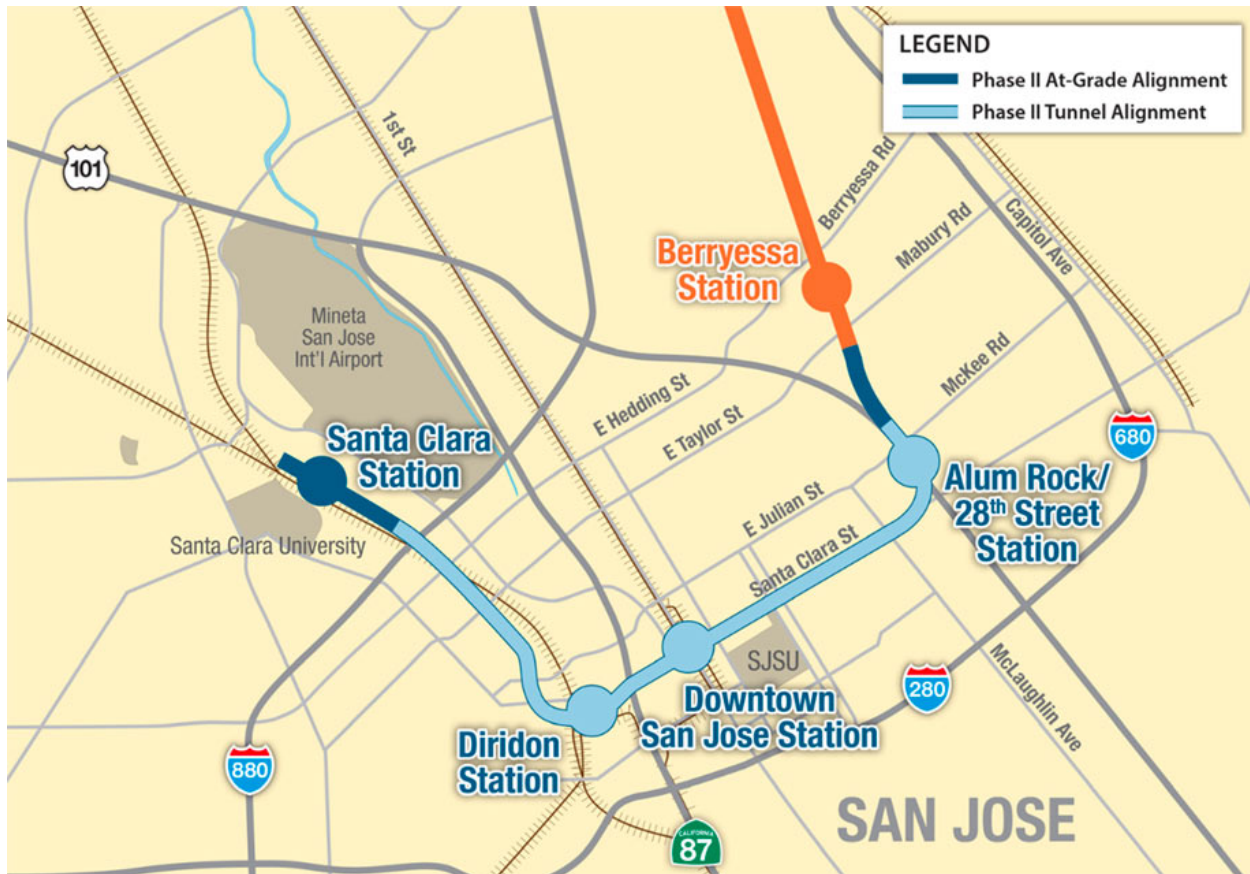 LEGEND
Phase II At-Grade Alignment
Phase II Tunnel Alignment
101
1st St
Berryessa Rd
Mabury Rd
Capitol Ave
Berryessa
Station
Mineta
San Jose
Int'l Airport
McKee Rd
E Hedding St
E Taylor St
680
Santa Clara
Station
Alum Rock/
28th Street
Station
E Julian St
Santa Clara St
Santa Clara University
SJSU
280
McLaughlin Ave
Downtown
San Jose Station
Diridon
Station
880
SAN JOSE
CALIFORNIA
87